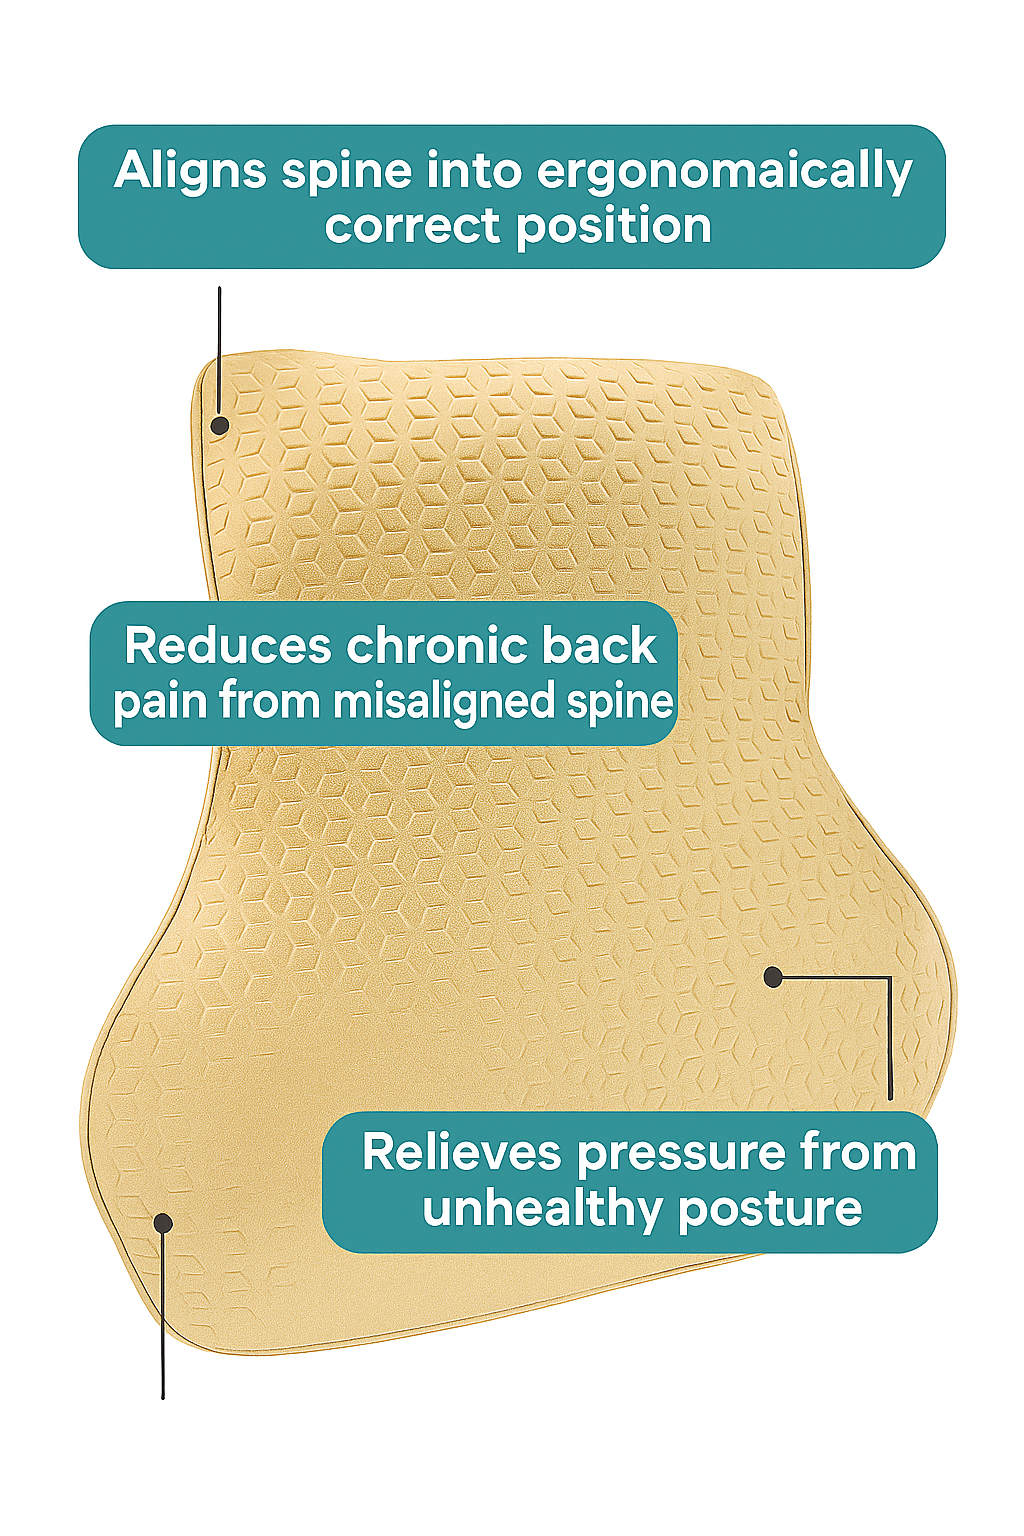 Aligns spine into ergonomaically
correct position
Reduces chronic back
pain from misaligned spine
Relieves pressure from
unhealthy posture